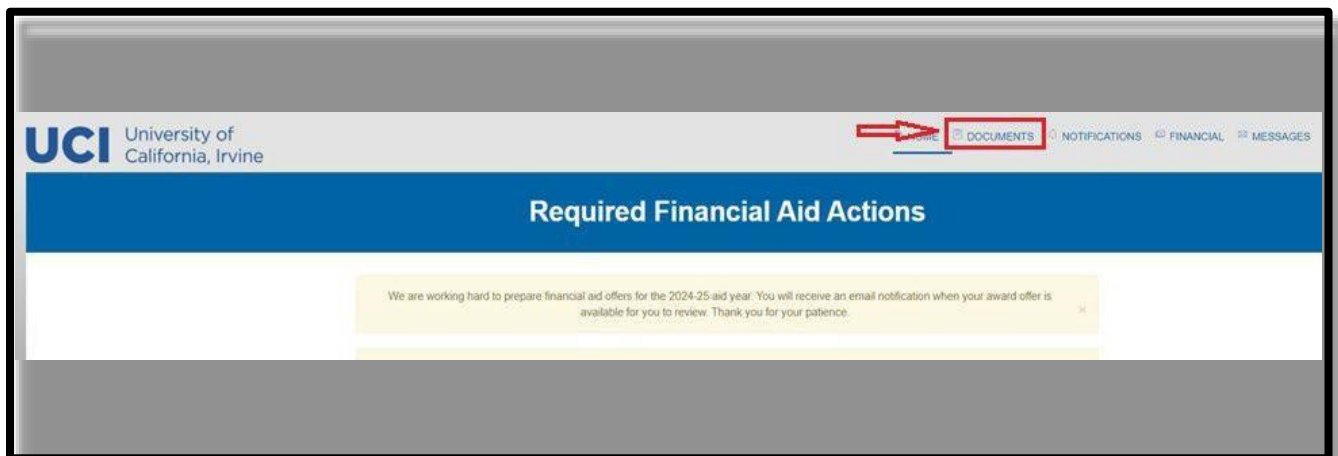 UCI University of
California, Irvine
HOME DOCUMENTS NOTIFICATIONS FINANCIAL MESSAGES
Required Financial Aid Actions
We are working hard to prepare financial aid offers for the 2024-25 aid year. You will receive an email notification when your award offer is
available for you to review. Thank you for your patience.